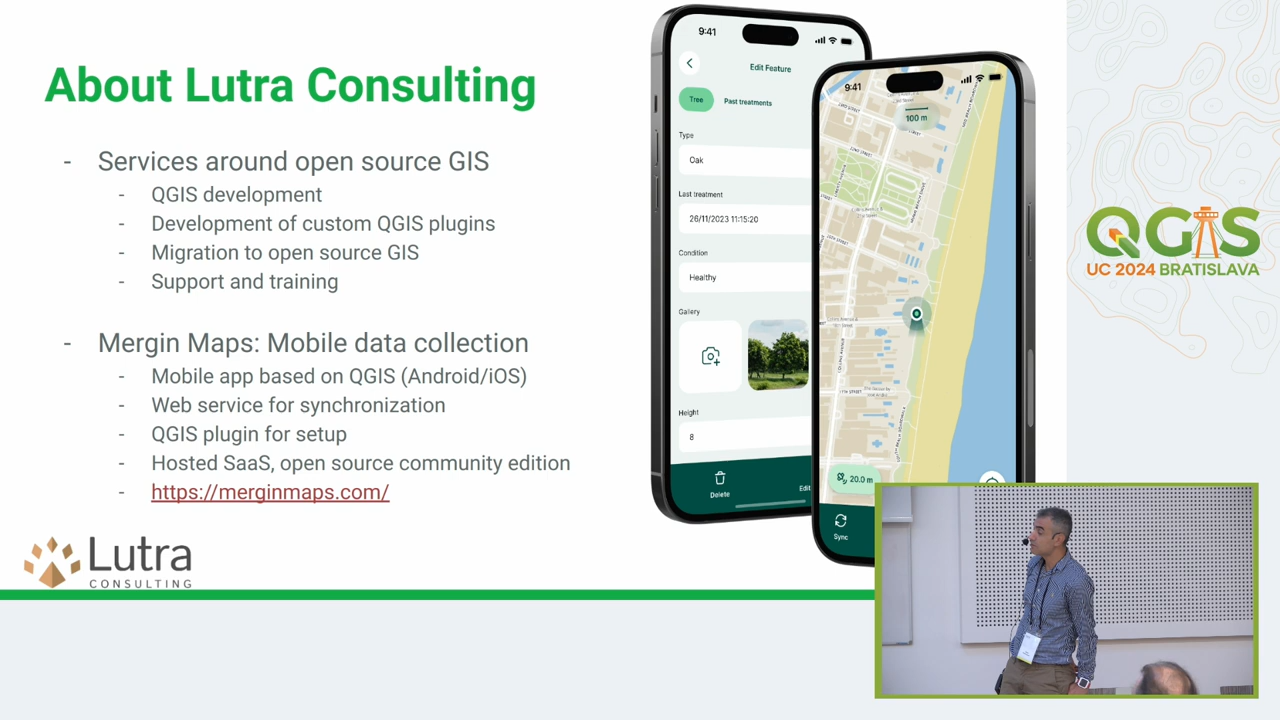 About Lutra Consulting
- Services around open source GIS
- QGIS development
- Development of custom QGIS plugins
- Migration to open source GIS
- Support and training
- Mergin Maps: Mobile data collection
- Mobile app based on QGIS (Android/iOS)
- Web service for synchronization
- QGIS plugin for setup
- Hosted SaaS, open source community edition
- https://merginmaps.com/
Lutra
CONSULTING
9:41
Edit Feature
Tree
Past treatments
Type
Oak
Last treatment
26/11/2023 11:15:20
Condition
Healthy
Gallery
Height
8
Delete
Edit
9:41
100 m
20.0 m
Sync
QGIS
UC 2024 BRATISLAVA